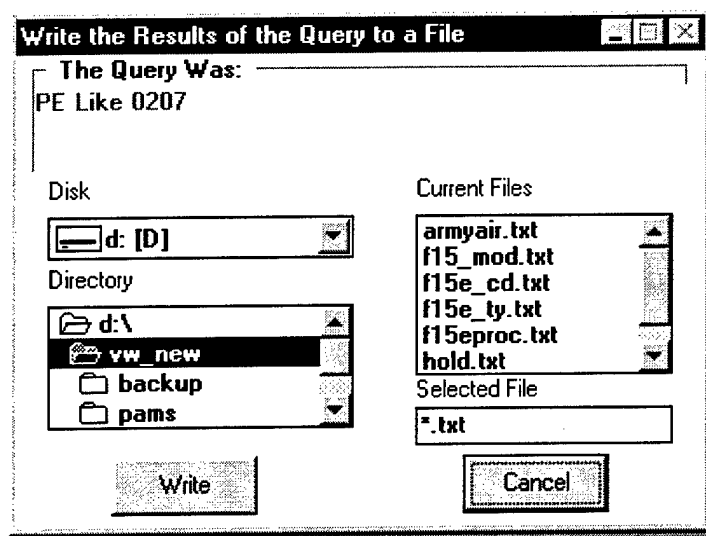 Write the Results of the Query to a File
The Query Was:
PE Like 0207
Disk
d: [D]
Directory
d:\
vw_new
backup
pams
Write
Current Files
armyair.txt
f15_mod.txt
f15e_cd.txt
f15e_ty.txt
f15eproc.txt
hold.txt
Selected File
*.txt
Cancel